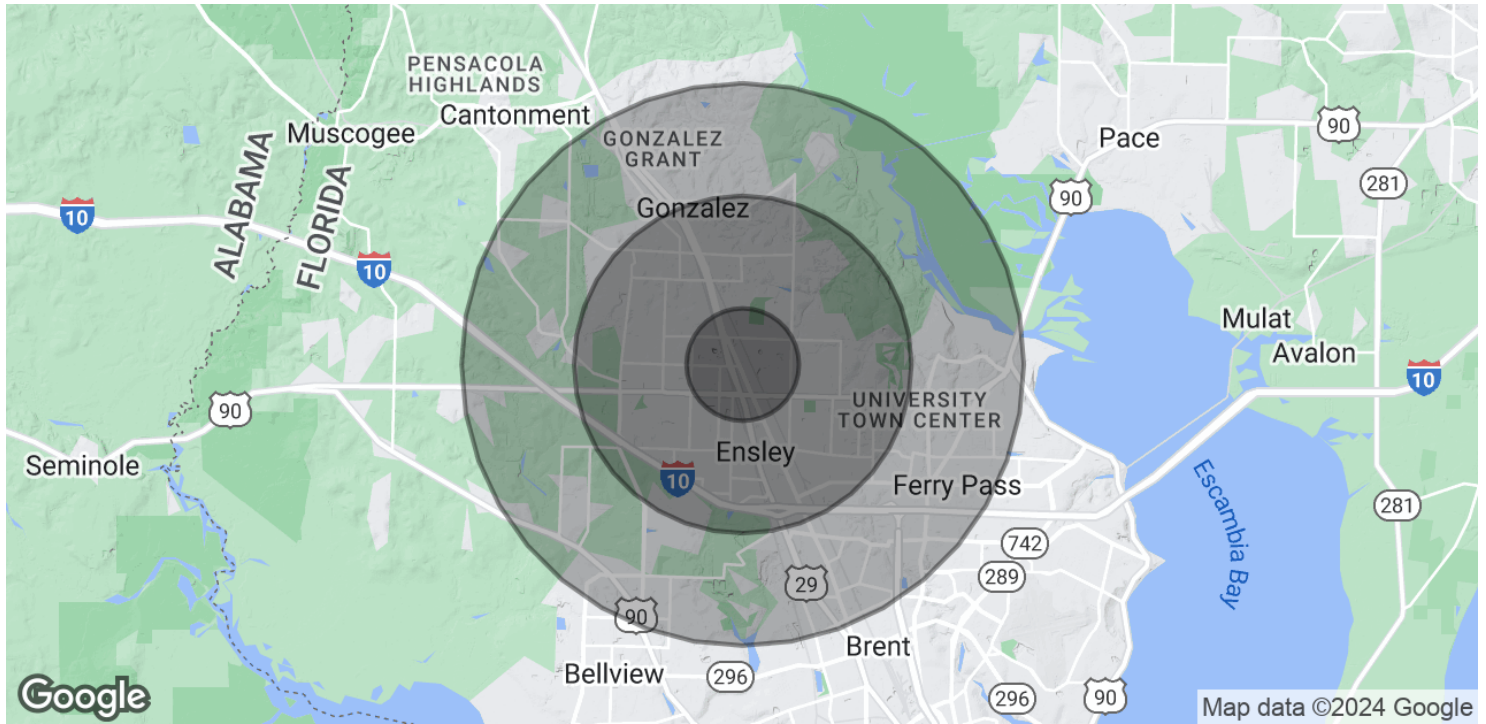 PENSACOLA
HIGHLANDS
Cantonment
Muscogee
GONZALEZ
GRANT
Pace
90
281
90
10
ALABAMA
FLORIDA
10
Gonzalez
Mulat
Avalon
10
90
UNIVERSITY
TOWN CENTER
Seminole
Ensley
10
Ferry Pass
Escambia Bay
281
742
289
29
90
Brent
Bellview
296
296
90
Google
Map data ©2024 Google